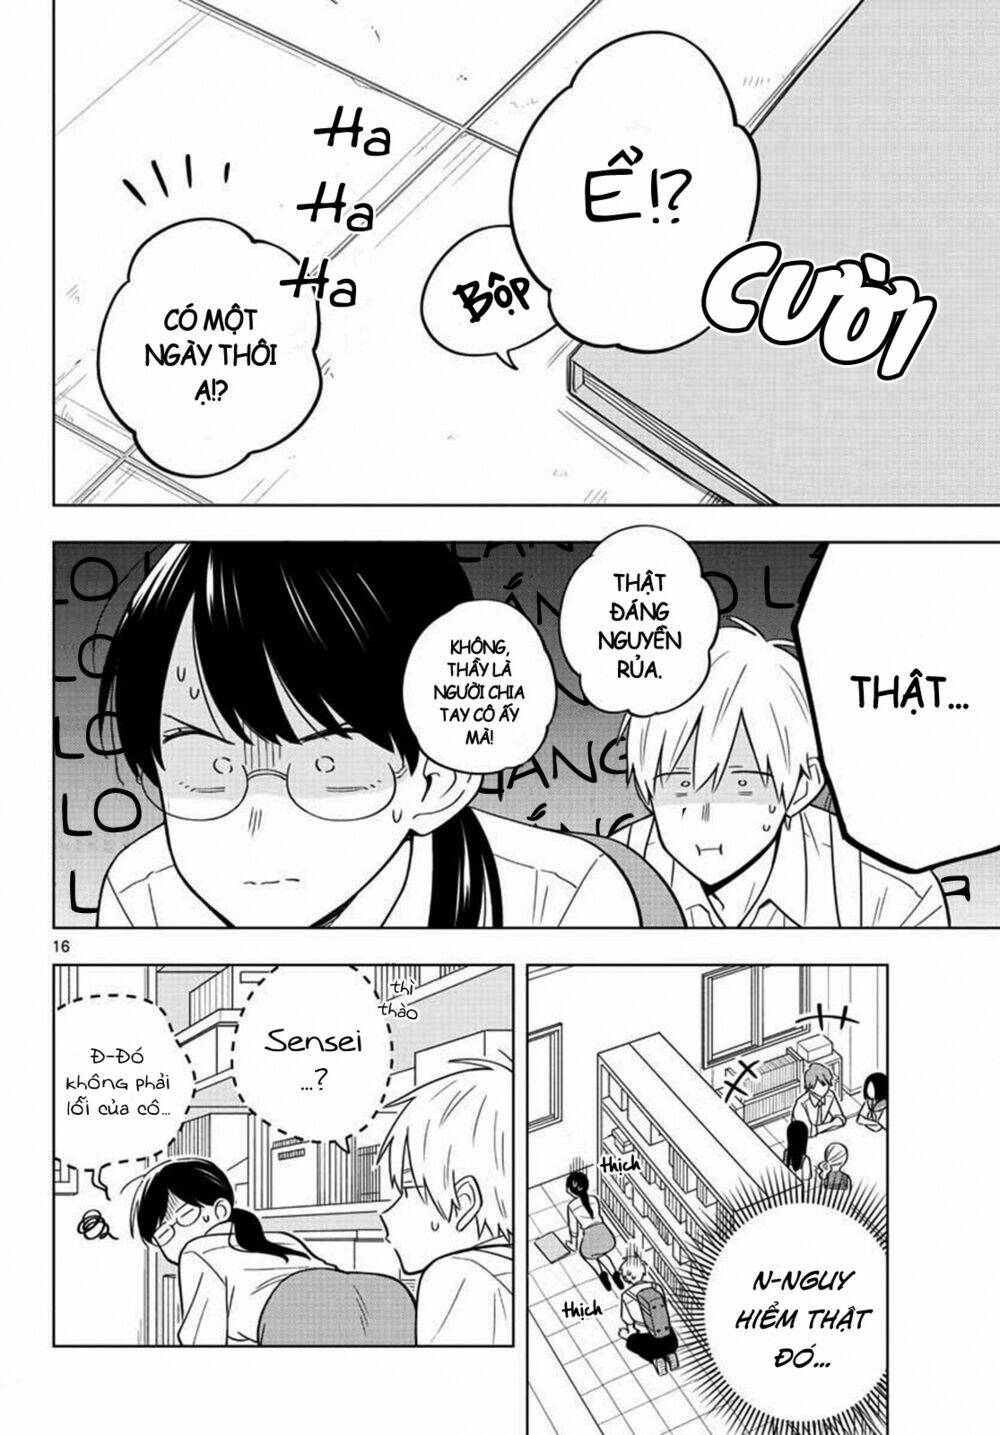 Ể!?
CƯỜI
BỘP
Ha
Ha
Ha
CÓ MỘT
NGÀY THÔI
Ạ!?
THẬT...
THẬT
ĐÁNG
NGUYỀN
RỦA.
KHÔNG,
THẦY LÀ
NGƯỜI CHIA
TAY CÔ ẤY
MÀ!
16
thì
thào
Sensei
...?
Đ-Đó
không phải
lỗi của cô...
thịch
thịch
N-NGUY
HIỂM THẬT
ĐÓ...